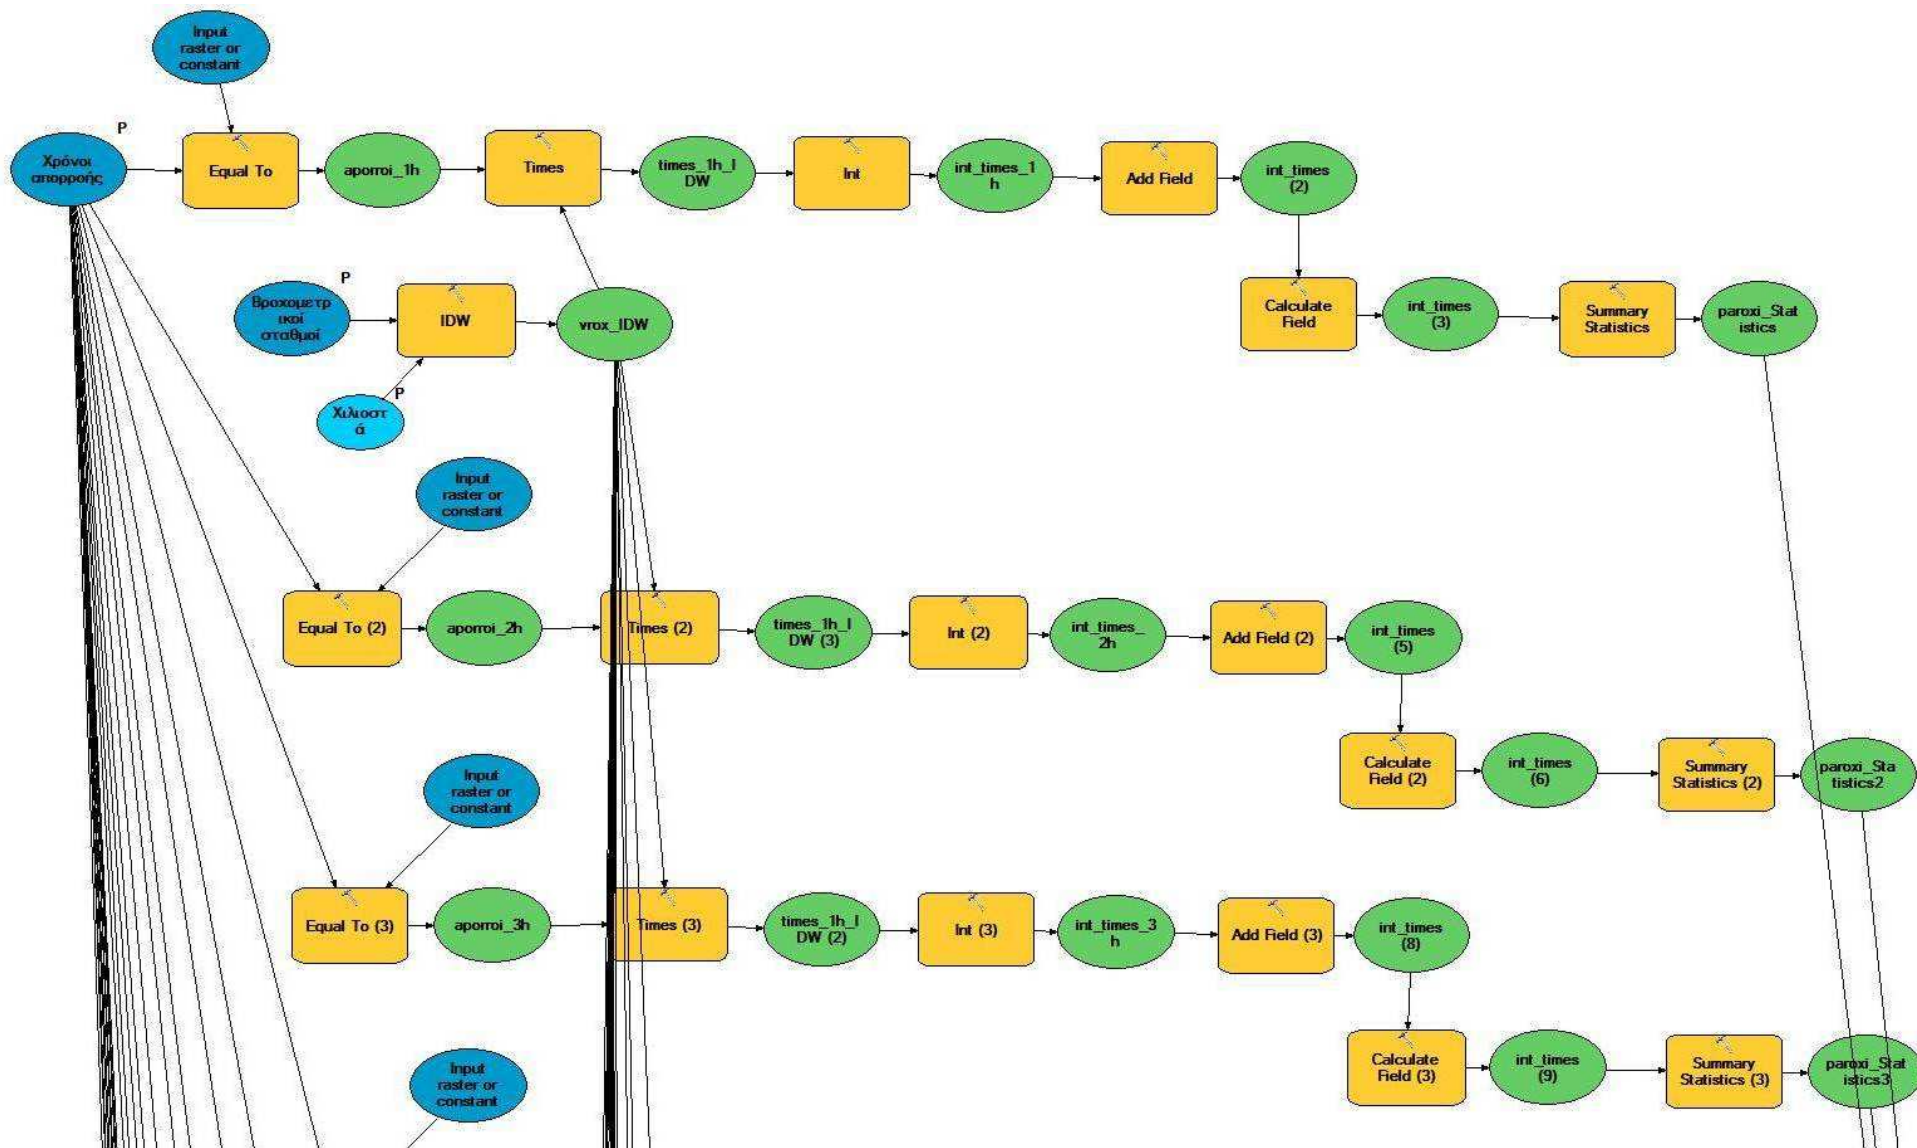 Input
raster or
constant
P
Χρόνοι
απορροής
Equal To
aporroi_1h
Times
times_1h_I
DW
Int
int_times_1
h
Add Field
int_times
(2)
P
Βροχομετρ
ικοί
σταθμοί
IDW
vrox_IDW
Calculate
Field
int_times
(3)
Summary
Statistics
paroxi_Stat
istics
P
Χιλιοστ
ά
Input
raster or
constant
Equal To (2)
aporroi_2h
Times (2)
times_1h_I
DW (3)
Int (2)
int_times_
2h
Add Field (2)
int_times
(5)
Calculate
Field (2)
int_times
(6)
Summary
Statistics (2)
paroxi_Sta
tistics2
Input
raster or
constant
Equal To (3)
aporroi_3h
Times (3)
times_1h_I
DW (2)
Int (3)
int_times_3
h
Add Field (3)
int_times
(8)
Calculate
Field (3)
int_times
(9)
Summary
Statistics (3)
paroxi_Stat
istics3
Input
raster or
constant